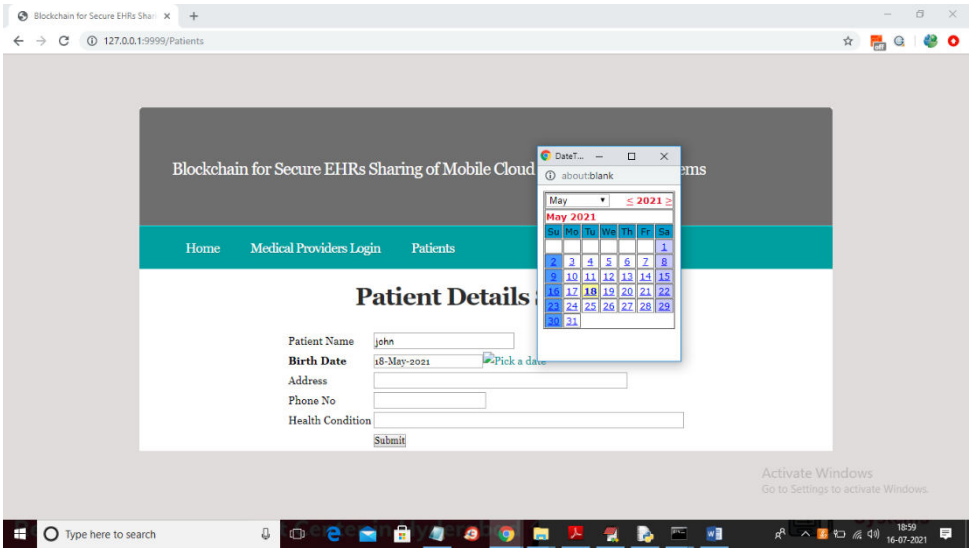 Blockchain for Secure EHRs Shari
127.0.0.1:9999/Patients
off
Blockchain for Secure EHRs Sharing of Mobile Cloud
ems
Home Medical Providers Login Patients
DateT...
about:blank
May < 2021 >
May 2021
Su Mo Tu We Th Fr Sa
1
2 3 4 5 6 7 8
9 10 11 12 13 14 15
16 17 18 19 20 21 22
23 24 25 26 27 28 29
30 31
Patient Details
Patient Name john
Birth Date 18-May-2021 Pick a date
Address
Phone No
Health Condition
Submit
Activate Windows
Go to Settings to activate Windows.
Type here to search
18:59
16-07-2021